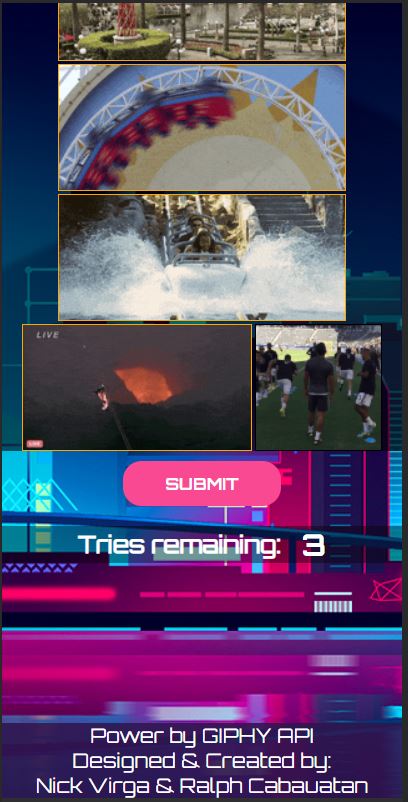 LIVE
LIVE
SUBMIT
Tries remaining: 3
Power by GIPHY API
Designed & Created by:
Nick Virga & Ralph Cabauatan